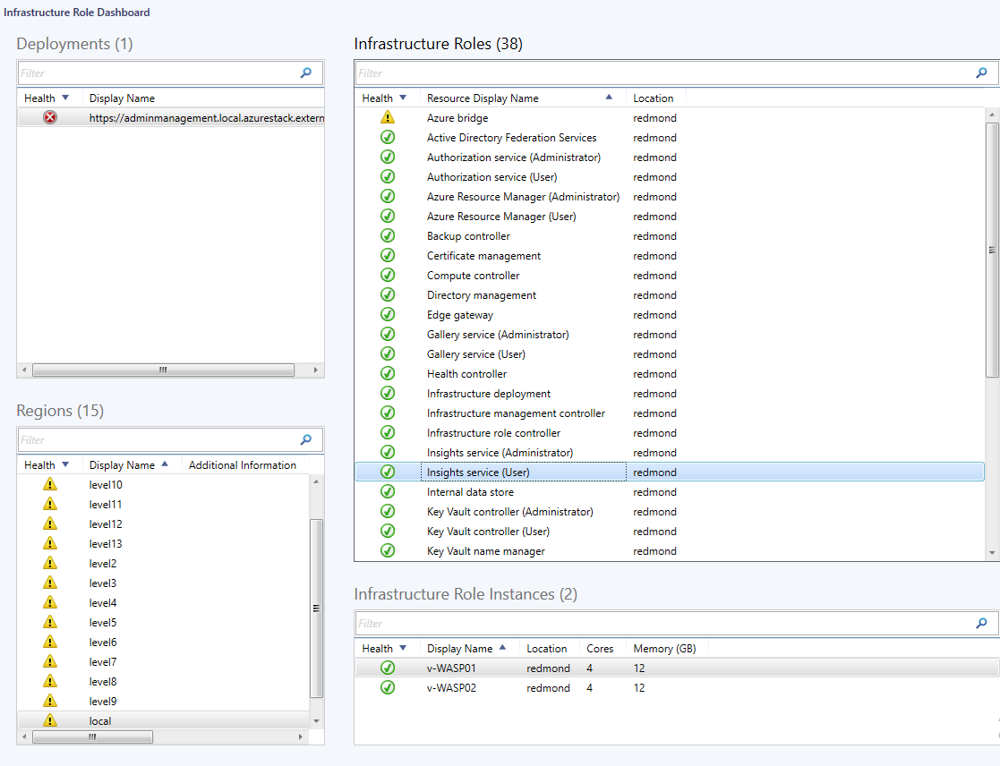 Infrastructure Role Dashboard
Deployments (1)
Filter
Health Display Name
https://adminmanagement.local.azurestack.extern
Regions (15)
Filter
Health Display Name Additional Information
level10
level11
level12
level13
level2
level3
level4
level5
level6
level7
level8
level9
local
Infrastructure Roles (38)
Filter
Health Resource Display Name Location
Azure bridge redmond
Active Directory Federation Services redmond
Authorization service (Administrator) redmond
Authorization service (User) redmond
Azure Resource Manager (Administrator) redmond
Azure Resource Manager (User) redmond
Backup controller redmond
Certificate management redmond
Compute controller redmond
Directory management redmond
Edge gateway redmond
Gallery service (Administrator) redmond
Gallery service (User) redmond
Health controller redmond
Infrastructure deployment redmond
Infrastructure management controller redmond
Infrastructure role controller redmond
Insights service (Administrator) redmond
Insights service (User) redmond
Internal data store redmond
Key Vault controller (Administrator) redmond
Key Vault controller (User) redmond
Key Vault name manager redmond
Infrastructure Role Instances (2)
Filter
Health Display Name Location Cores Memory (GB)
v-WASP01 redmond 4 12
v-WASP02 redmond 4 12